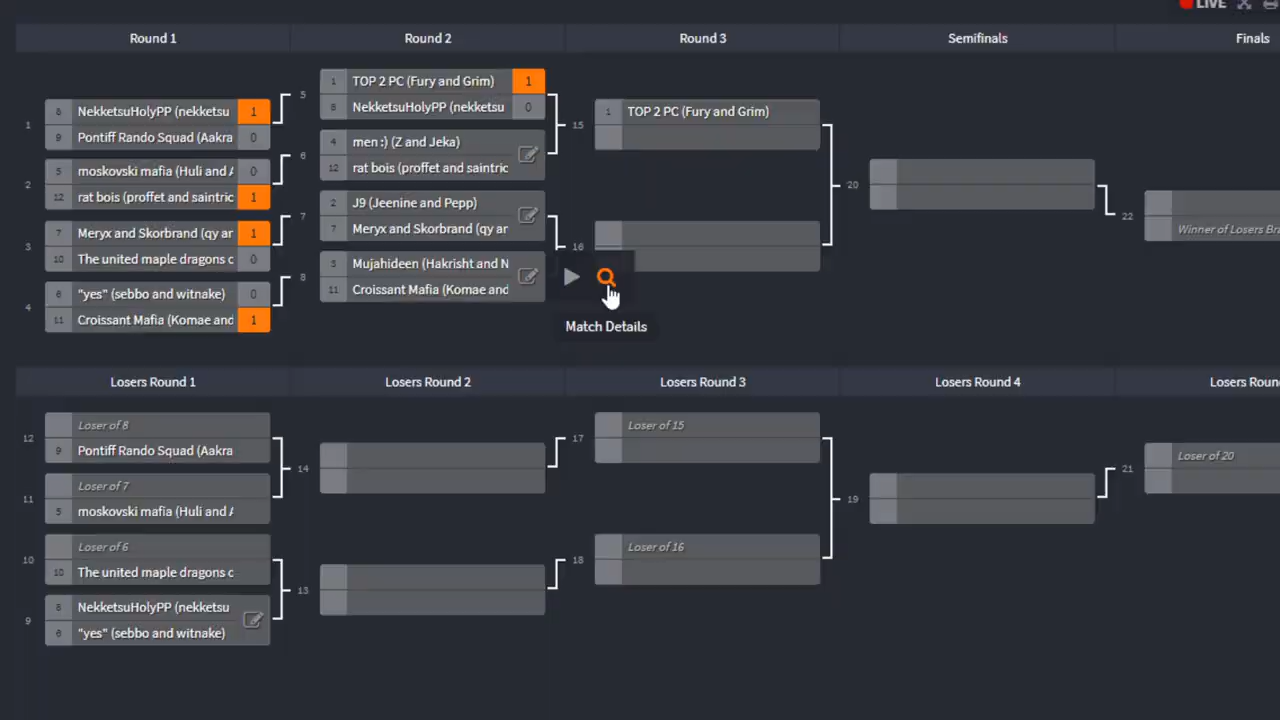 LIVE
Round 1
Round 2
Round 3
Semifinals
Finals
1
8 NekketsuHolyPP (nekketsu 1
9 Pontiff Rando Squad (Aakra 0
2
5 moskovski mafia (Huli and A 0
12 rat bois (proffet and saintric 1
3
7 Meryx and Skorbrand (qy ar 1
10 The united maple dragons c 0
4
6 "yes" (sebbo and witnake) 0
11 Croissant Mafia (Komae and 1
5
1 TOP 2 PC (Fury and Grim) 1
8 NekketsuHolyPP (nekketsu 0
6
4 men :) (Z and Jeka)
12 rat bois (proffet and saintric
7
2 J9 (Jeenine and Pepp)
7 Meryx and Skorbrand (qy ar
8
3 Mujahideen (Hakrisht and N
11 Croissant Mafia (Komae and
15
1 TOP 2 PC (Fury and Grim)
16
Match Details
20
22
Winner of Losers Bra
Losers Round 1
Losers Round 2
Losers Round 3
Losers Round 4
Losers Roun
12
Loser of 8
9 Pontiff Rando Squad (Aakra
11
Loser of 7
5 moskovski mafia (Huli and A
10
Loser of 6
10 The united maple dragons c
9
8 NekketsuHolyPP (nekketsu
6 "yes" (sebbo and witnake)
14
13
17
Loser of 15
18
Loser of 16
19
21
Loser of 20